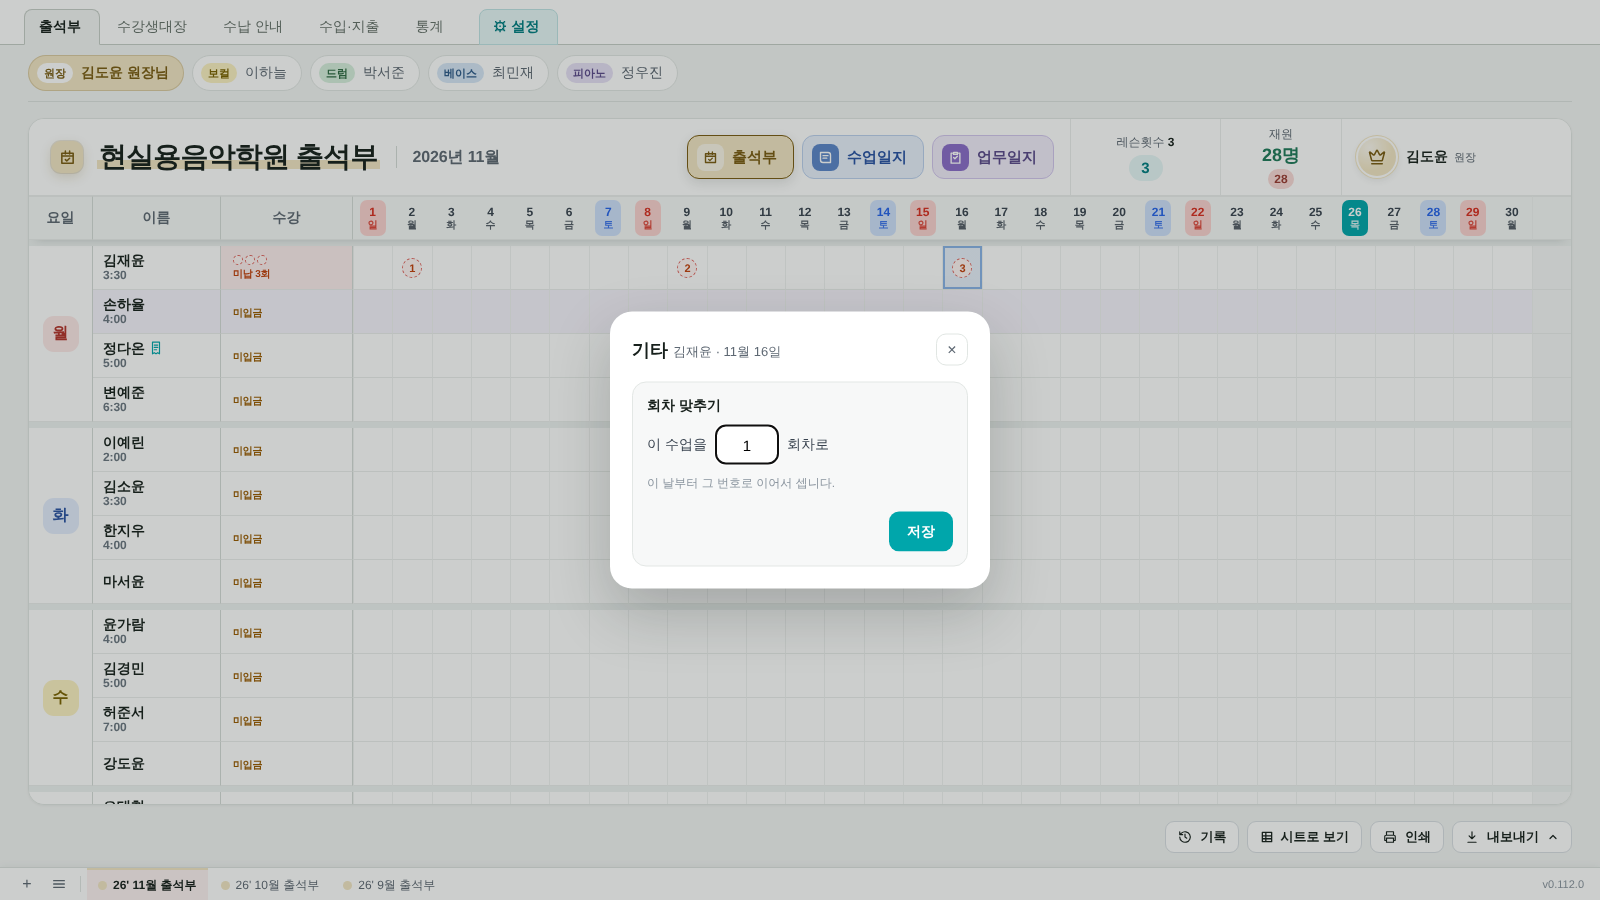 출석부 수강생대장 수납 안내 수입·지출 통계 설정
원장 김도윤 원장님 보컬 이하늘 드럼 박서준 베이스 최민재 피아노 정우진
현실용음악학원 출석부 2026년 11월 출석부 수업일지 업무일지
레슨횟수 3
3
재원
28명
28
김도윤 원장
요일 이름 수강
1 2 3 4 5 6 7 8 9 10 11 12 13 14 15 16 17 18 19 20 21 22 23 24 25 26 27 28 29 30
일 월 화 수 목 금 토 일 월 화 수 목 금 토 일 월 화 수 목 금 토 일 월 화 수 목 금 토 일 월
월
김재윤
3:30
미납 3회
1 2 3
손하율
4:00
미입금
정다온
5:00
미입금
변예준
6:30
미입금
화
이예린
2:00
미입금
김소윤
3:30
미입금
한지우
4:00
미입금
마서윤
미입금
수
윤가람
4:00
미입금
김경민
5:00
미입금
허준서
7:00
미입금
강도윤
미입금
기타 김재윤 · 11월 16일 ×
회차 맞추기
이 수업을 1 회차로
이 날부터 그 번호로 이어서 셉니다.
저장
기록 시트로 보기 인쇄 내보내기
+ 26' 11월 출석부 26' 10월 출석부 26' 9월 출석부 v0.112.0